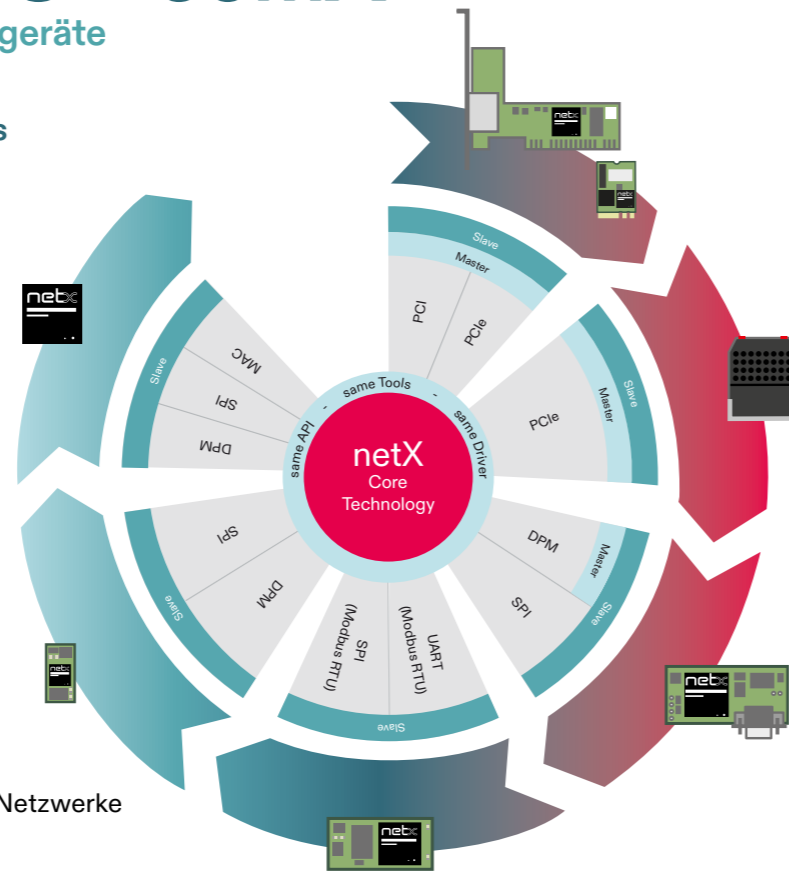 geräte
s
Slave
Master
PCI
PCIe
Slave
Master
PCIe
DPM
Master
SPI
Slave
UART
(Modbus RTU)
SPI
(Modbus RTU)
Slave
DPM
SPI
Slave
DPM
SPI
MAC
Slave
same API - same Tools - same Driver
netX
Core
Technology
netx
netx
netx
netx
netx
netx
Netzwerke